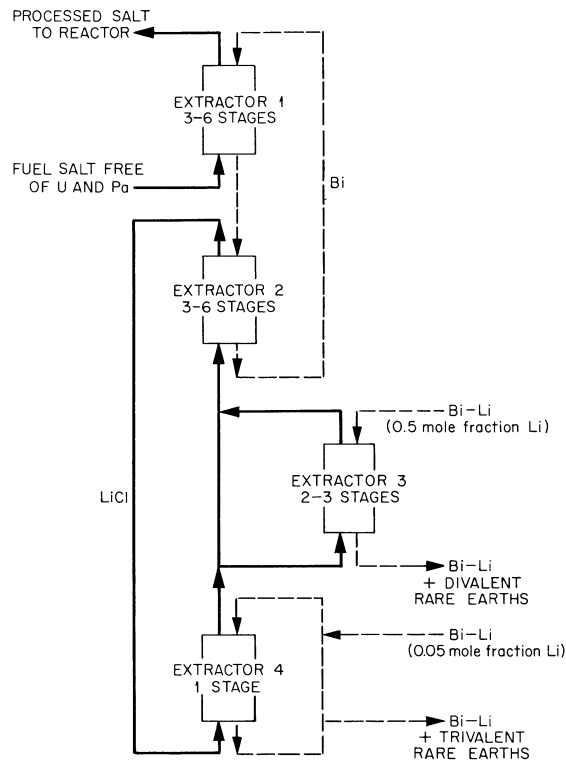 PROCESSED SALT
TO REACTOR
EXTRACTOR 1
3-6 STAGES
FUEL SALT FREE
OF U AND Pa
Bi
EXTRACTOR 2
3-6 STAGES
Bi-Li
(0.5 mole fraction Li)
EXTRACTOR 3
2-3 STAGES
LiCl
Bi-Li
+ DIVALENT
RARE EARTHS
Bi-Li
(0.05 mole fraction Li)
EXTRACTOR 4
1 STAGE
Bi-Li
+ TRIVALENT
RARE EARTHS